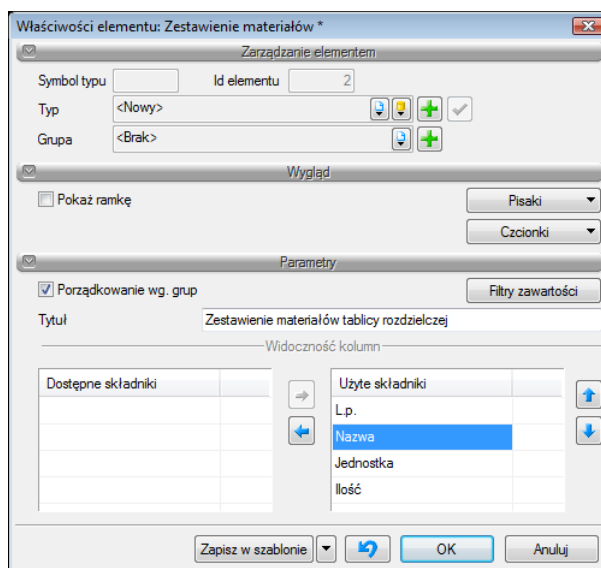 Właściwości elementu: Zestawienie materiałów *
Zarządzanie elementem
Symbol typu Id elementu 2
Typ <Nowy>
Grupa <Brak>
Wygląd
Pokaż ramkę Pisaki
Czcionki
Parametry
Porządkowanie wg. grup Filtry zawartości
Tytuł Zestawienie materiałów tablicy rozdzielczej
Widoczność kolumn
Dostępne składniki Użyte składniki
L.p.
Nazwa
Jednostka
Ilość
Zapisz w szablonie OK Anuluj